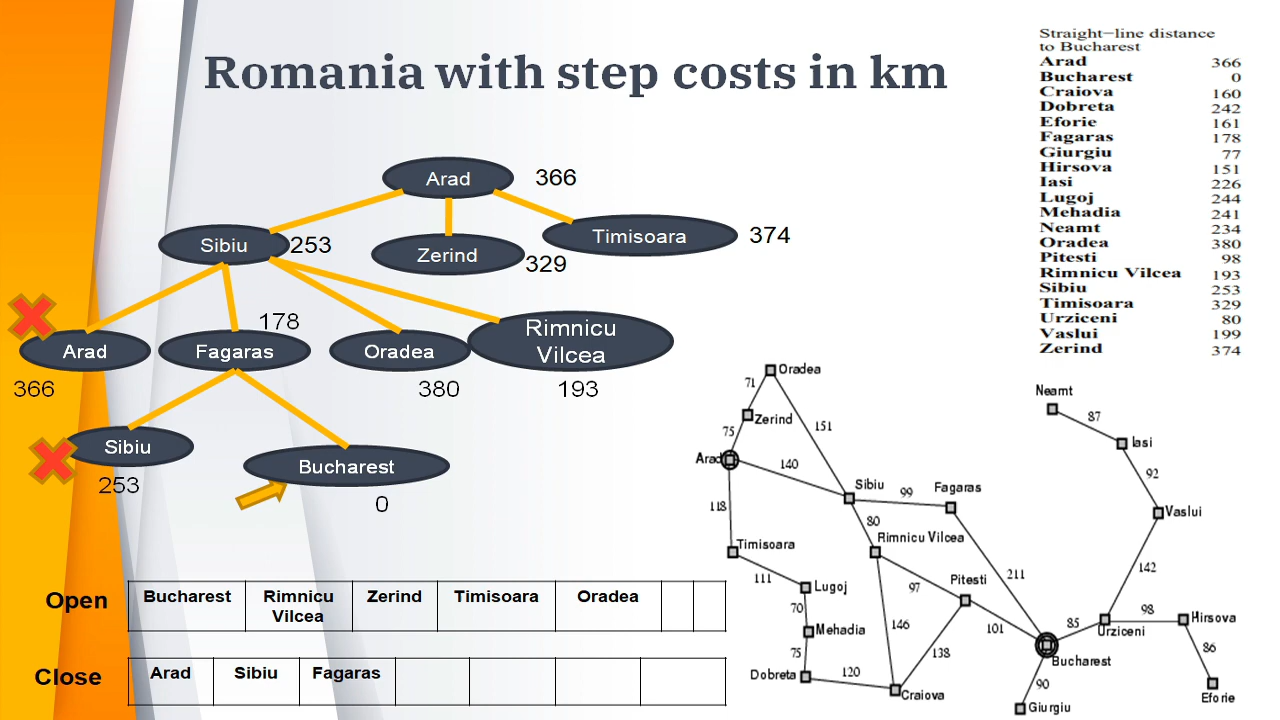 Romania with step costs in km
Straight-line distance
to Bucharest
Arad 366
Bucharest 0
Craiova 160
Dobreta 242
Eforie 161
Fagaras 178
Giurgiu 77
Hirsova 151
Iasi 226
Lugoj 244
Mehadia 241
Neamt 234
Oradea 380
Pitesti 98
Rimnicu Vilcea 193
Sibiu 253
Timisoara 329
Urziceni 80
Vaslui 199
Zerind 374
Arad 366
Sibiu 253
Zerind 329
Timisoara 374
Arad
366
Fagaras
178
Oradea
380
Rimnicu
Vilcea
193
Sibiu
253
Bucharest
0
Open
Bucharest
Rimnicu
Vilcea
Zerind
Timisoara
Oradea
Close
Arad
Sibiu
Fagaras
Oradea
71
Zerind
75
151
Arad
140
Sibiu
99
Fagaras
118
80
Rimnicu Vilcea
Timisoara
111
Lugoj
70
Mehadia
75
Dobreta
120
Craiova
146
97
Pitesti
138
101
211
Bucharest
90
Giurgiu
85
Urziceni
98
Hirsova
86
Eforie
142
Vaslui
92
Iasi
87
Neamt